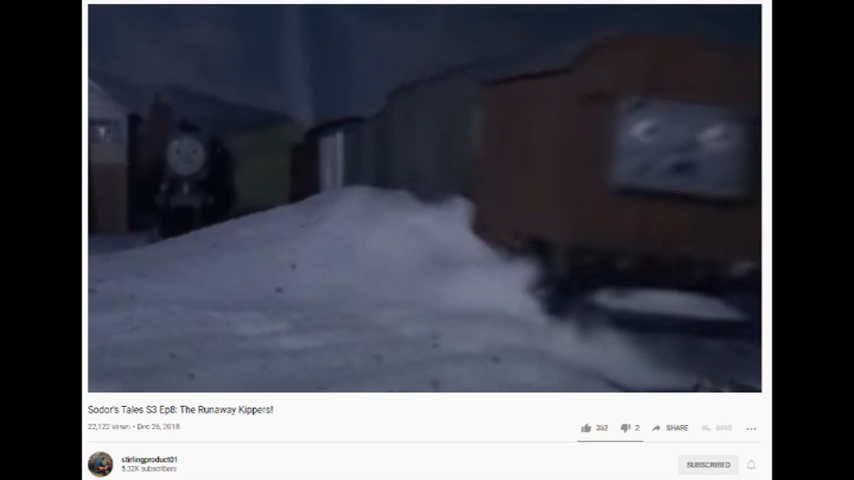 Sodor's Tales S3 Ep8: The Runaway Kippers!
22,122 views • Dec 26, 2018
352 2 SHARE SAVE
stirlingproduct01
5.32K subscribers
SUBSCRIBED